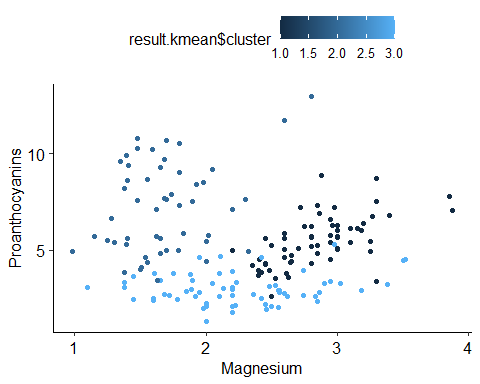 result.kmean$cluster
1.0 1.5 2.0 2.5 3.0
Proanthocyanins
10
5
1 2 3 4
Magnesium